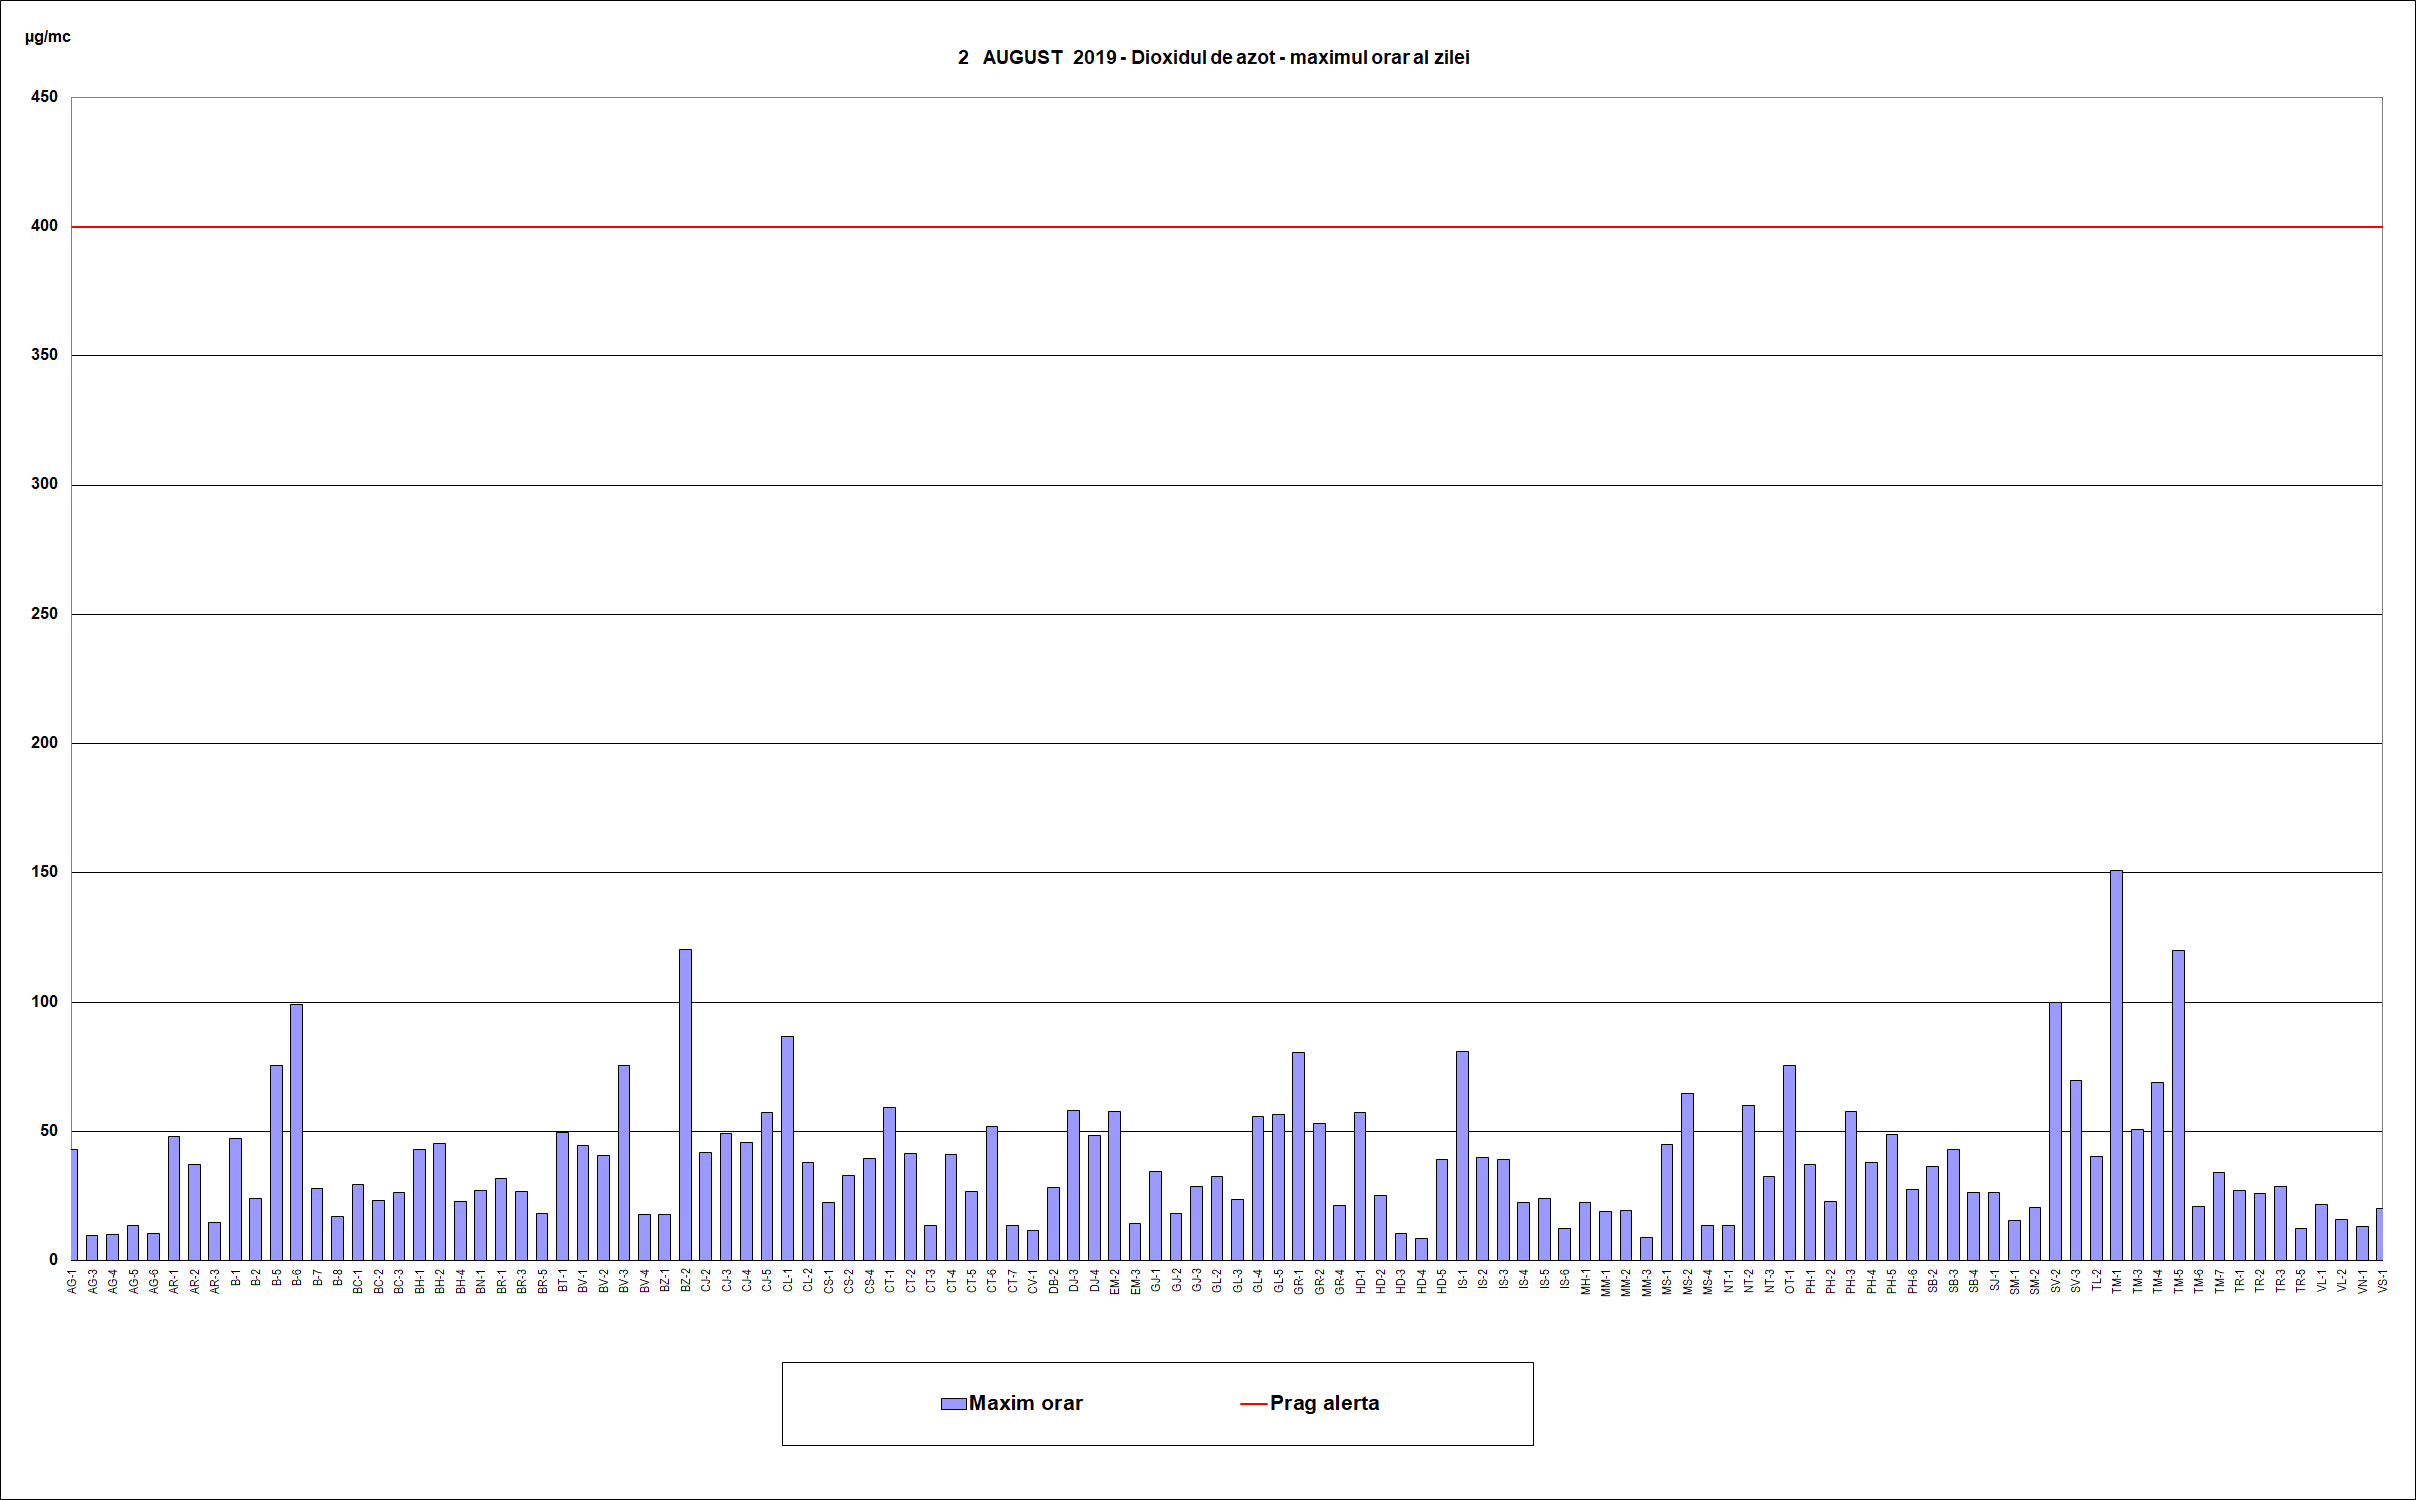 µg/mc
2 AUGUST 2019 - Dioxidul de azot - maximul orar al zilei
450
400
350
300
250
200
150
100
50
0
AG-1 AG-3 AG-4 AG-5 AG-6 AR-1 AR-2 AR-3 B-1 B-2 B-5 B-6 B-7 B-8 BC-1 BC-2 BC-3 BH-1 BH-2 BH-4 BN-1 BR-1 BR-3 BR-5 BT-1 BV-1 BV-2 BV-3 BV-4 BZ-1 BZ-2 CJ-2 CJ-3 CJ-4 CJ-5 CL-1 CL-2 CS-1 CS-2 CS-4 CT-1 CT-2 CT-3 CT-4 CT-5 CT-6 CT-7 CV-1 DB-2 DJ-3 DJ-4 EM-2 EM-3 GJ-1 GJ-2 GJ-3 GL-2 GL-3 GL-4 GL-5 GR-1 GR-2 GR-4 HD-1 HD-2 HD-3 HD-4 HD-5 IS-1 IS-2 IS-3 IS-4 IS-5 IS-6 MH-1 MM-1 MM-2 MM-3 MS-1 MS-2 MS-4 NT-1 NT-2 NT-3 OT-1 PH-1 PH-2 PH-3 PH-4 PH-5 PH-6 SB-2 SB-3 SB-4 SJ-1 SM-1 SM-2 SV-2 SV-3 TL-2 TM-1 TM-3 TM-4 TM-5 TM-6 TM-7 TR-1 TR-2 TR-3 TR-5 VL-1 VL-2 VN-1 VS-1
Maxim orar Prag alerta